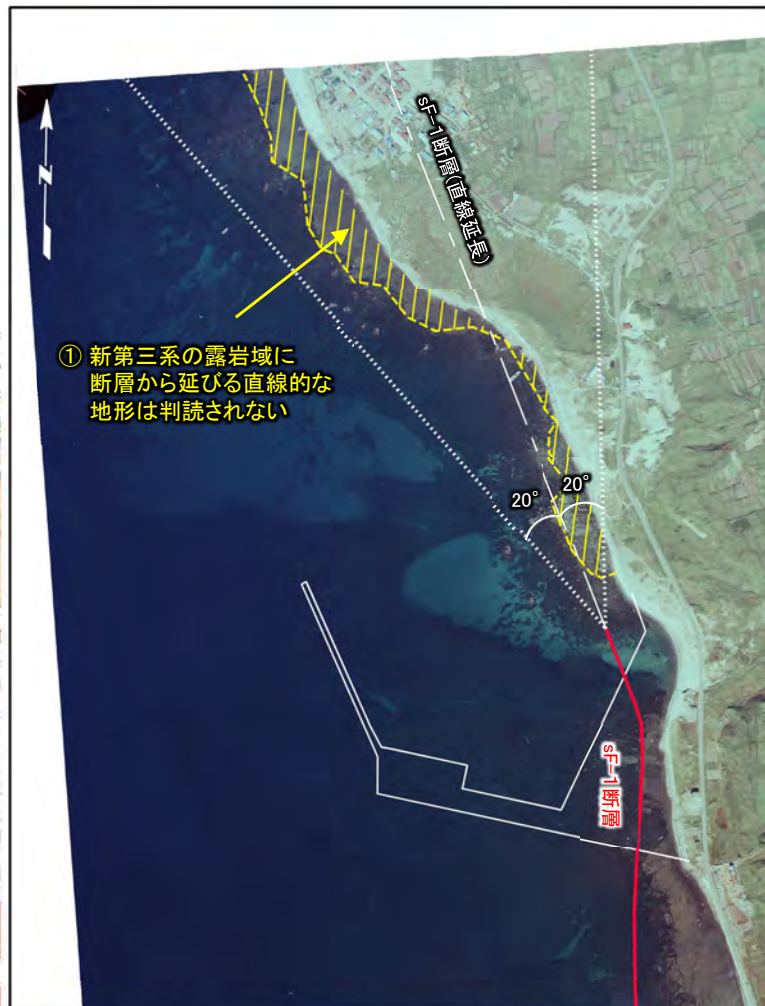 N
sF-1断層(直線延長)
① 新第三系の露岩域に
断層から延びる直線的な
地形は判読されない
20°
20°
sF-1断層